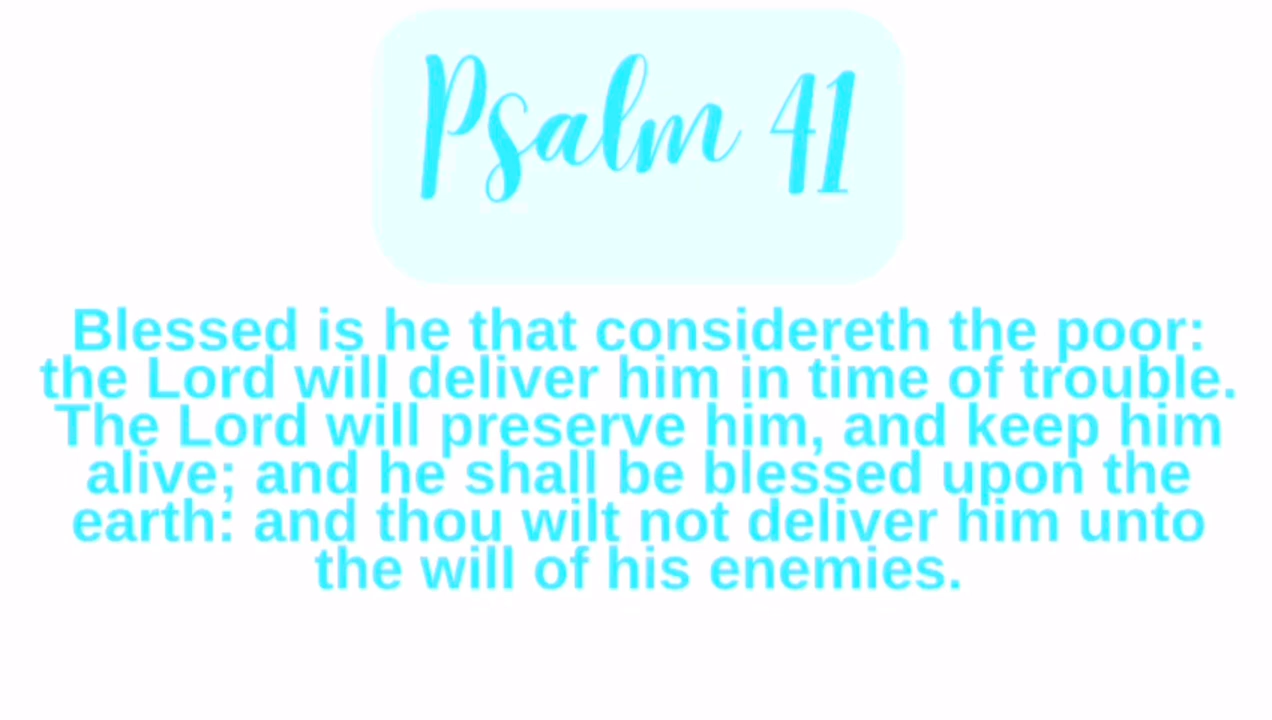 Psalm 41
Blessed is he that considereth the poor:
the Lord will deliver him in time of trouble.
The Lord will preserve him, and keep him
alive; and he shall be blessed upon the
earth: and thou wilt not deliver him unto
the will of his enemies.